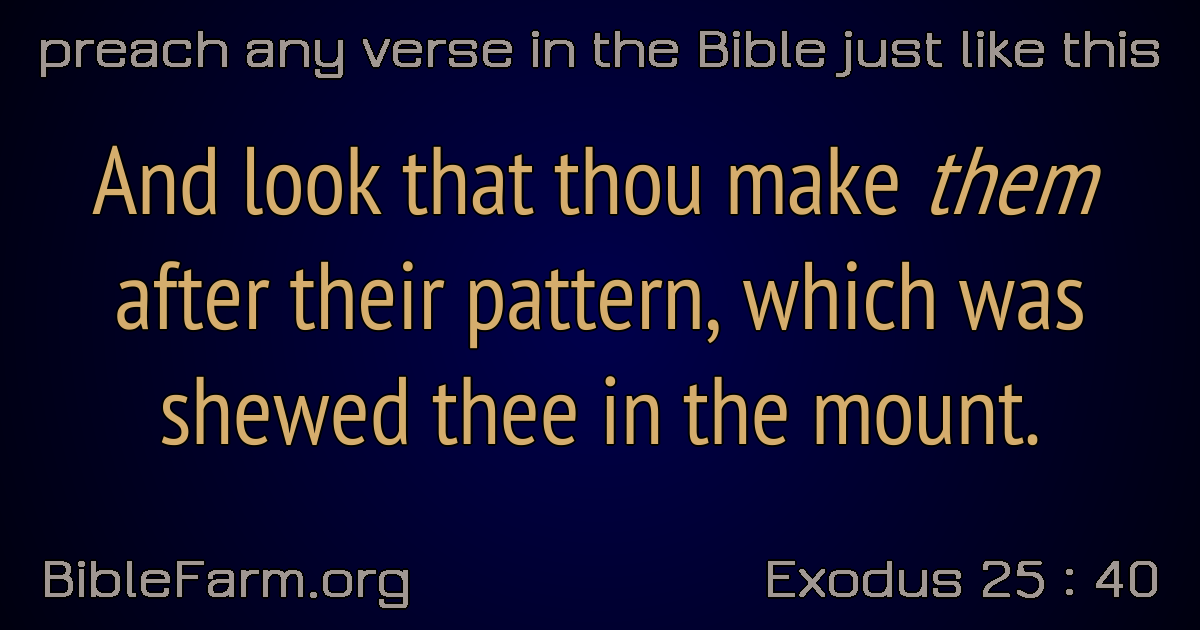 preach any verse in the Bible just like this
And look that thou make them
after their pattern, which was
shewed thee in the mount.
BibleFarm.org
Exodus 25 : 40